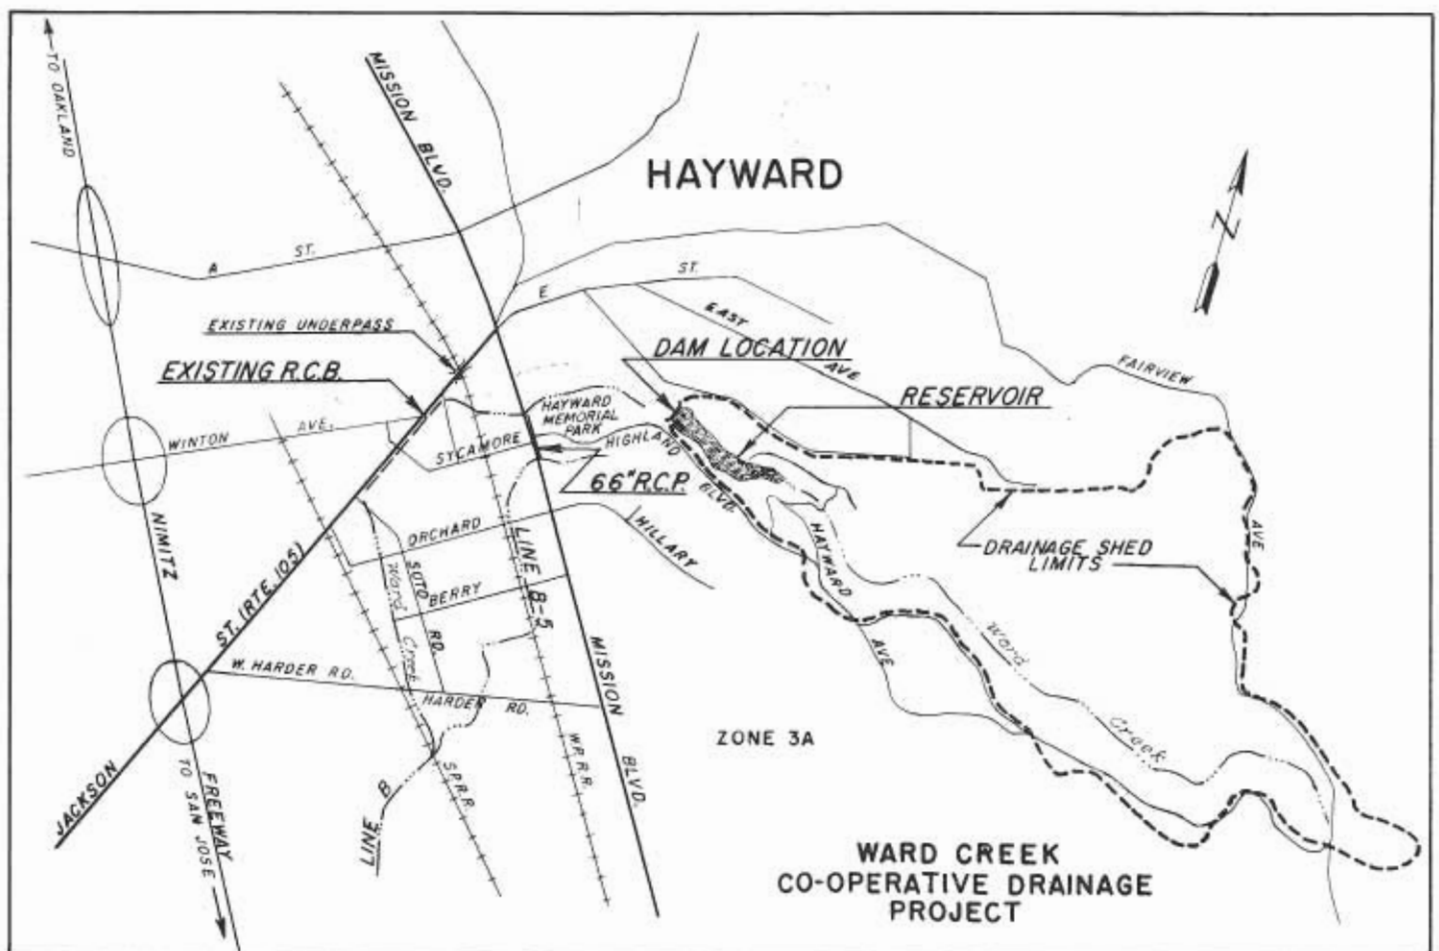 TO OAKLAND
MISSION BLVD.
HAYWARD
N
A ST.
E ST.
EXISTING UNDERPASS
EAST AVE
DAM LOCATION
FAIRVIEW AVE
EXISTING R.C.B.
RESERVOIR
HAYWARD
MEMORIAL
PARK
WINTON AVE.
SYCAMORE
HIGHLAND BLVD.
66" R.C.P.
NIMITZ FREEWAY
ORCHARD
HILLARY
LINE B-5
HAYWARD AVE
DRAINAGE SHED
LIMITS
JACKSON ST. (RTE. 105)
Ward Creek
SOTO RD.
BERRY
Ward Creek
MISSION BLVD.
W. HARDER RD.
HARDER RD.
ZONE 3A
W.P.R.R.
S.P.R.R.
TO SAN JOSE
LINE B
WARD CREEK
CO-OPERATIVE DRAINAGE
PROJECT